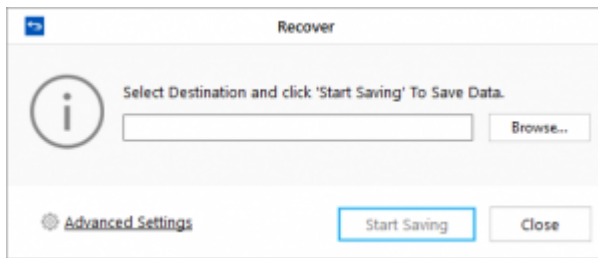 Recover
Select Destination and click 'Start Saving' To Save Data.
Browse...
Advanced Settings
Start Saving
Close